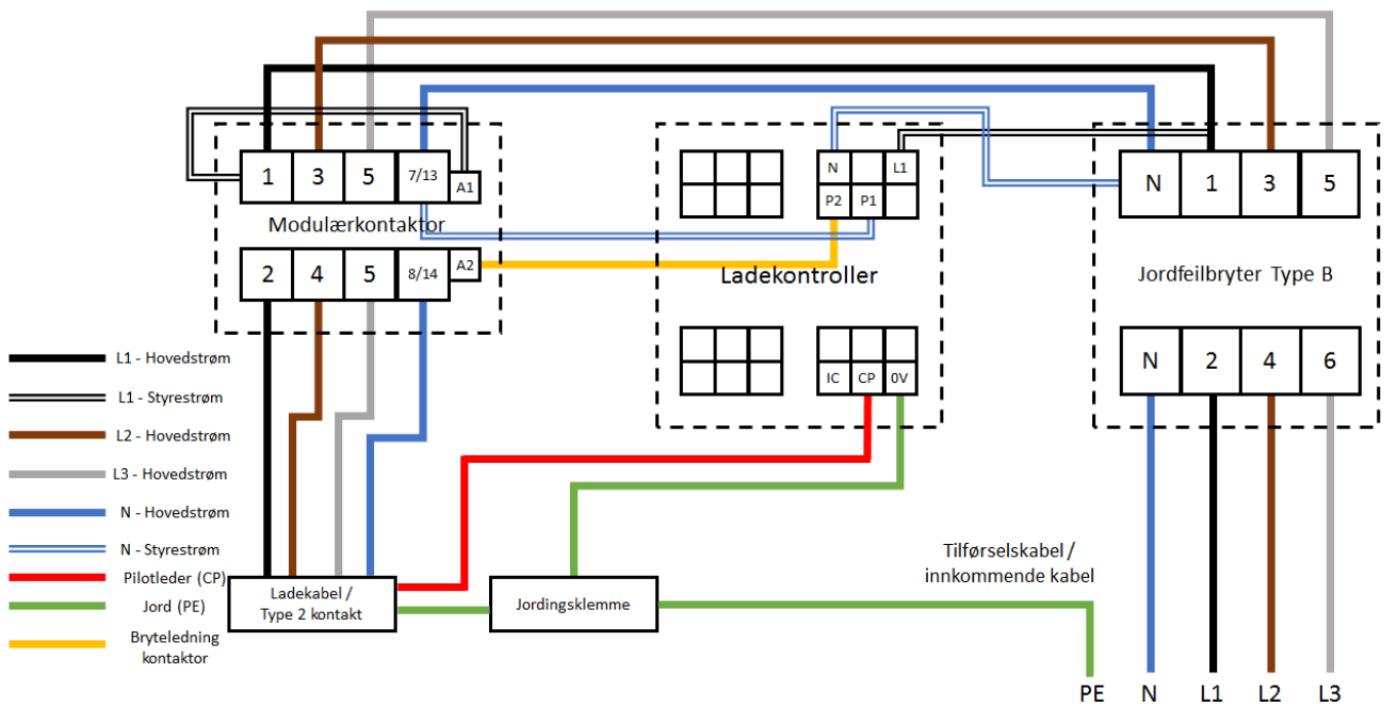 1 3 5 7/13 A1
Modulærkontaktor
2 4 5 8/14 A2
N L1
P2 P1
Ladekontroller
IC CP 0V
N 1 3 5
Jordfeilbryter Type B
N 2 4 6
L1 - Hovedstrøm
L1 - Styrestrøm
L2 - Hovedstrøm
L3 - Hovedstrøm
N - Hovedstrøm
N - Styrestrøm
Pilotleder (CP)
Jord (PE)
Bryteledning
kontaktor
Ladekabel /
Type 2 kontakt
Jordingsklemme
Tilførselskabel /
innkommende kabel
PE N L1 L2 L3